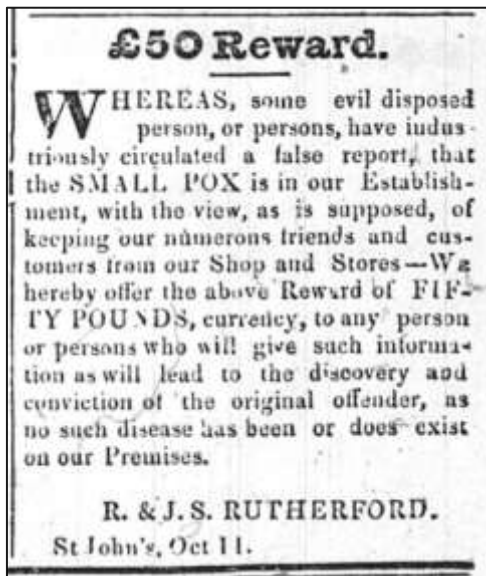 £50 Reward.
WHEREAS, some evil disposed
person, or persons, have indus-
triously circulated a false report, that
the SMALL POX is in our Establish-
ment, with the view, as is supposed, of
keeping our numerons friends and cus-
tomers from our Shop and Stores—We
hereby offer the above Reward of FIF-
TY POUNDS, currency, to any person
or persons who will give such informa-
tion as will lead to the discovery and
conviction of the original offender, as
no such disease has been or does exist
on our Premises.
R. & J. S. RUTHERFORD.
St John's, Oct 11.